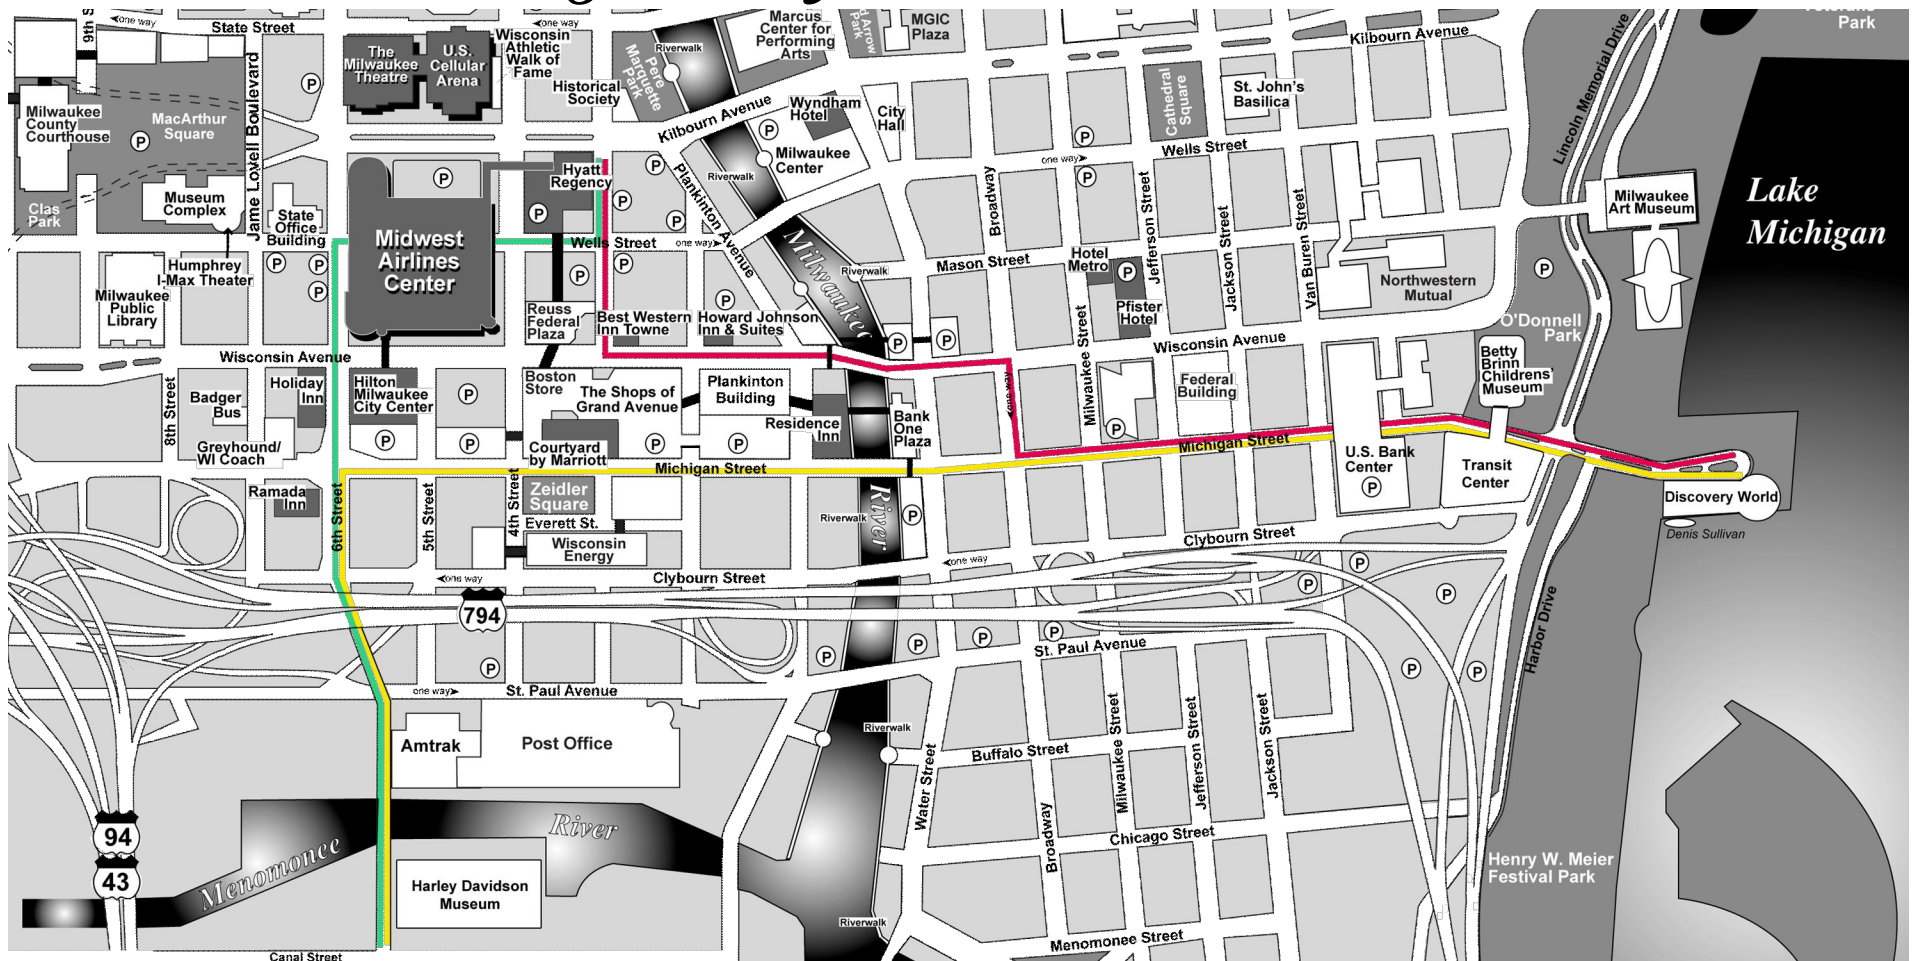 9th S
one way
State Street
one way
The
Milwaukee
Theatre
U.S.
Cellular
Arena
Wisconsin
Athletic
Walk of
Fame
Historical
Society
Pere
Marquette
Park
Riverwalk
Marcus
Center for
Performing
Arts
Arrow
Park
MGIC
Plaza
Kilbourn Avenue
Lincoln Memorial Drive
Park
P
Milwaukee
County
Courthouse
MacArthur
Square
P
Jame Lovell Boulevard
Kilbourn Avenue
Wyndham
Hotel
City
Hall
P
Milwaukee
Center
Cathedral
Square
St. John's
Basilica
P
Wells Street
one way
P
Clas
Park
Museum
Complex
State
Office
Building
P
Hyatt
Regency
P
P
P
P
Riverwalk
Plankinton Avenue
Broadway
Jefferson Street
Jackson Street
Van Buren Street
Milwaukee
Art Museum
Lake
Michigan
Midwest
Airlines
Center
Wells Street
one way
Milwaukee
Riverwalk
Mason Street
Hotel
Metro
P
Pfister
Hotel
Northwestern
Mutual
P
Humphrey
I-Max Theater
P
P
P
Milwaukee
Public
Library
P
P
P
Reuss
Federal
Plaza
Best Western
Inn Towne
Howard Johnson
Inn & Suites
P
P
Milwaukee Street
Wisconsin Avenue
O'Donnell
Park
Wisconsin Avenue
Betty
Brinn
Childrens'
Museum
8th Street
Badger
Bus
Holiday
Inn
Hilton
Milwaukee
City Center
P
Boston
Store
The Shops of
Grand Avenue
Plankinton
Building
Residence
Inn
Bank
One
Plaza
one way
Federal
Building
P
Greyhound/
WI Coach
P
P
Courtyard
by Marriott
P
P
Michigan Street
Michigan Street
U.S. Bank
Center
P
Transit
Center
Discovery World
Denis Sullivan
Ramada
Inn
6th Street
5th Street
4th Street
Zeidler
Square
Everett St.
Wisconsin
Energy
Riverwalk
River
P
Clybourn Street
one way
one way
Clybourn Street
P
P
P
794
P
P
P
P
P
P
P
St. Paul Avenue
one way
St. Paul Avenue
Harbor Drive
Amtrak
Post Office
Riverwalk
Water Street
Buffalo Street
Milwaukee Street
Jefferson Street
Jackson Street
94
43
Menomonee
River
Broadway
Chicago Street
Harley Davidson
Museum
Henry W. Meier
Festival Park
Riverwalk
Menomonee Street
Canal Street